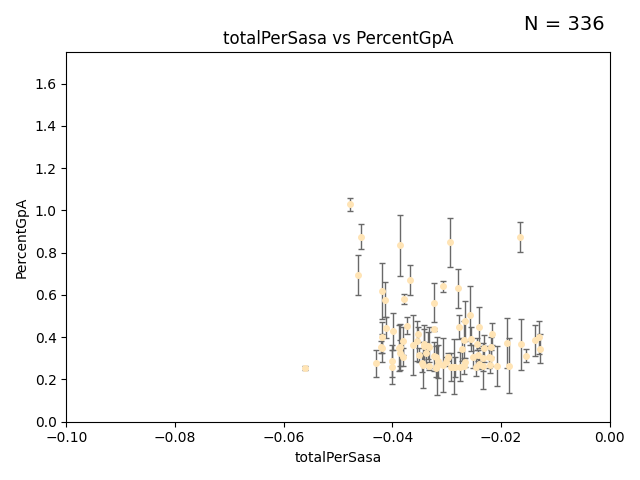 N = 336
totalPerSasa vs PercentGpA
PercentGpA
1.6
1.4
1.2
1.0
0.8
0.6
0.4
0.2
0.0
−0.10 −0.08 −0.06 −0.04 −0.02 0.00
totalPerSasa